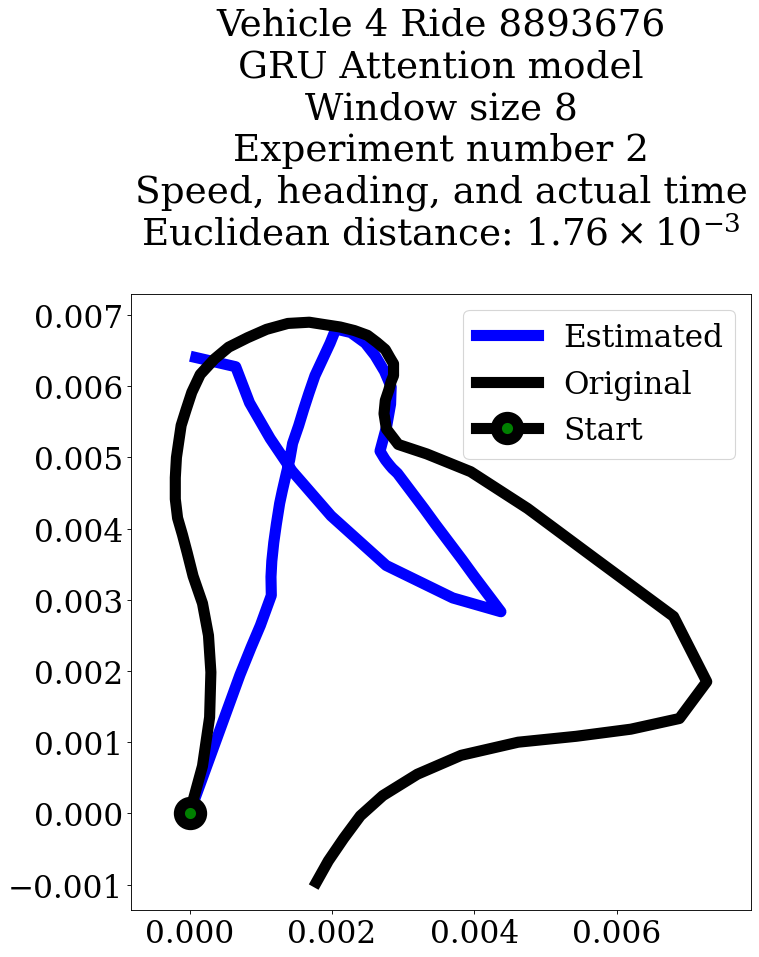 Vehicle 4 Ride 8893676
GRU Attention model
Window size 8
Experiment number 2
Speed, heading, and actual time
Euclidean distance: 1.76 × 10⁻³
0.007
0.006
0.005
0.004
0.003
0.002
0.001
0.000
−0.001
Estimated
Original
Start
0.000 0.002 0.004 0.006